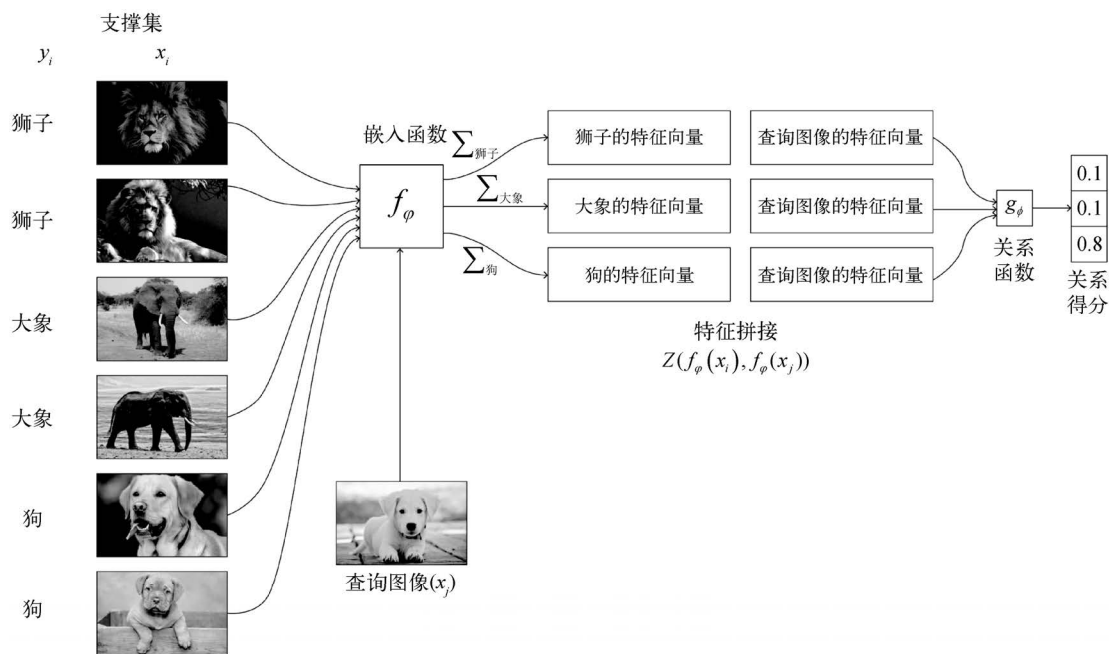 支撑集
y_i x_i
狮子
狮子
大象
大象
狗
狗
嵌入函数
f_φ
∑狮子
∑大象
∑狗
查询图像(x_j)
狮子的特征向量 查询图像的特征向量
大象的特征向量 查询图像的特征向量
狗的特征向量 查询图像的特征向量
特征拼接
Z(f_φ(x_i), f_φ(x_j))
g_ϕ
关系
函数
0.1
0.1
0.8
关系
得分